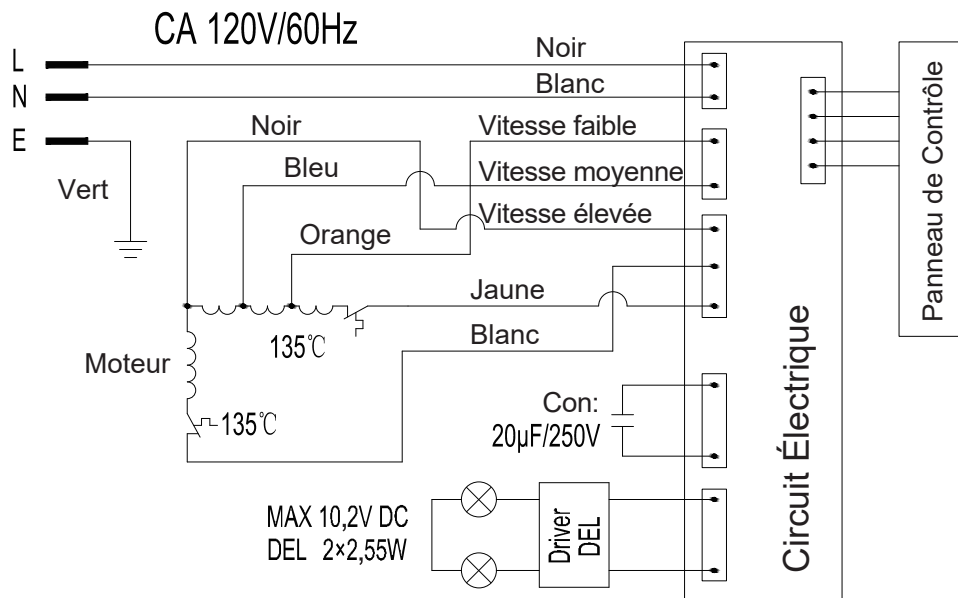 CA 120V/60Hz
L
Noir
N
Blanc
E
Noir
Vitesse faible
Vert
Bleu
Vitesse moyenne
Orange
Vitesse élevée
Jaune
135℃
Blanc
Moteur
135℃
Con:
20µF/250V
MAX 10,2V DC
DEL 2×2,55W
Driver
DEL
Circuit Électrique
Panneau de Contrôle